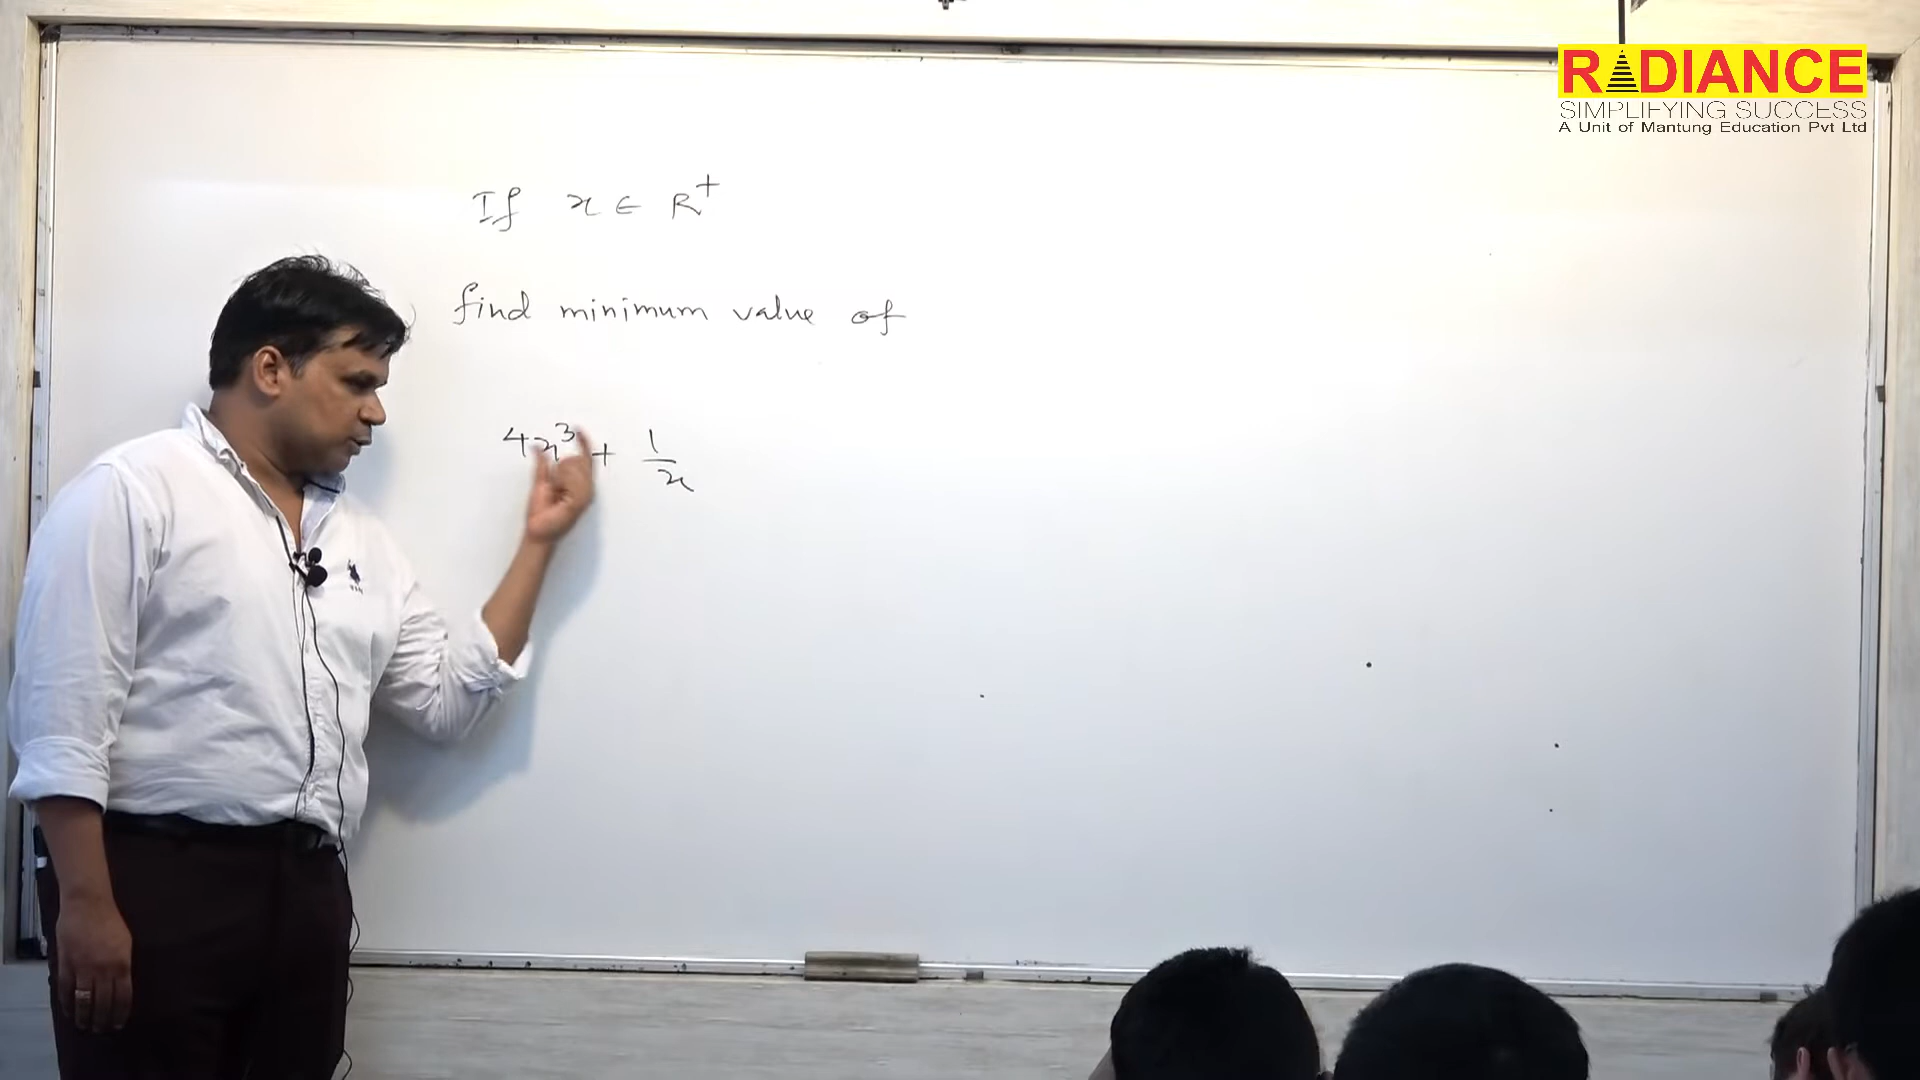 RADIANCE
SIMPLIFYING SUCCESS
A Unit of Mantung Education Pvt Ltd
If x ∈ R⁺
find minimum value of
4x³ + 1/x